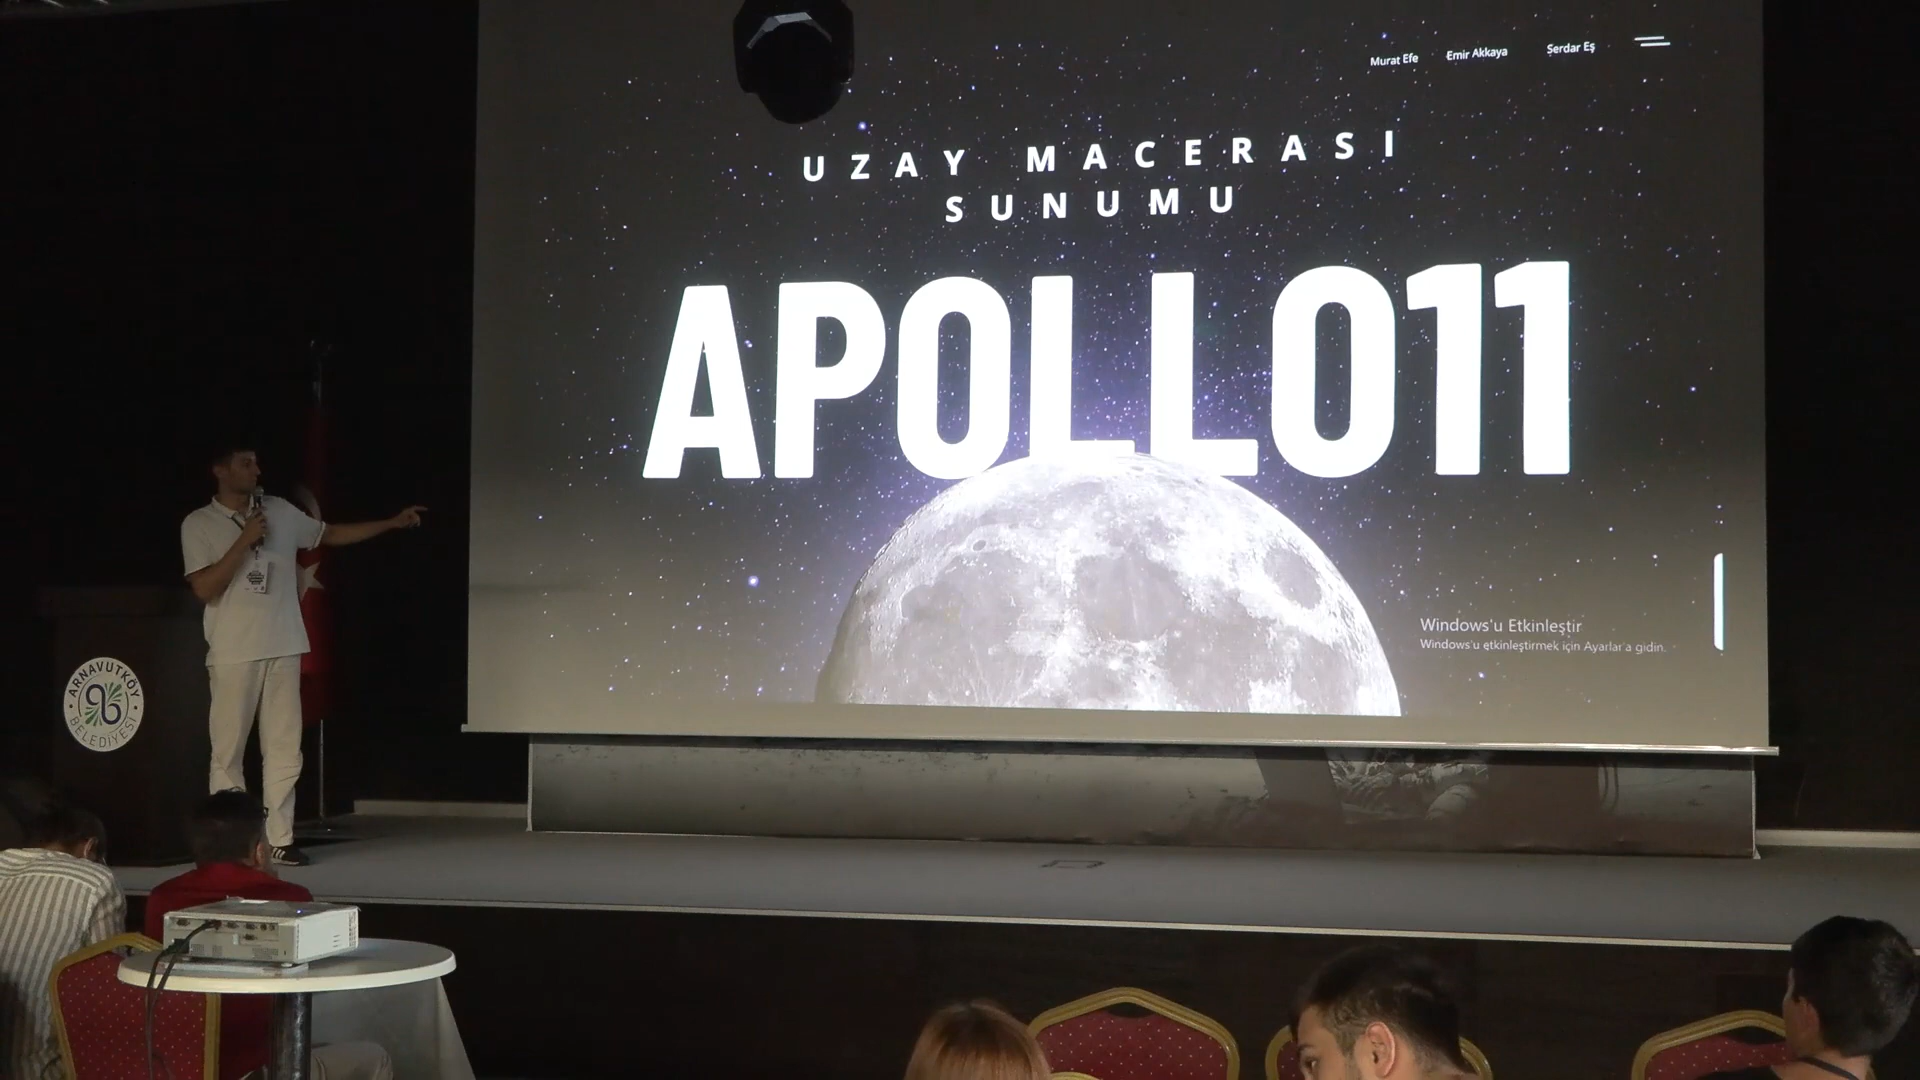 Murat Efe Emir Akkaya Serdar Eş
UZAY MACERASI
SUNUMU
APOLLO11
Windows'u Etkinleştir
Windows'u etkinleştirmek için Ayarlar'a gidin.
ARNAVUTKÖY
BELEDİYESİ